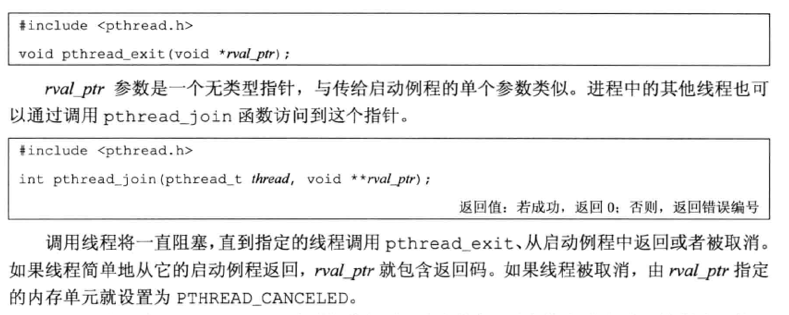 #include <pthread.h>
void pthread_exit(void *rval_ptr);
rval_ptr 参数是一个无类型指针，与传给启动例程的单个参数类似。进程中的其他线程也可
以通过调用 pthread_join 函数访问到这个指针。
#include <pthread.h>
int pthread_join(pthread_t thread, void **rval_ptr);
返回值：若成功，返回 0；否则，返回错误编号
调用线程将一直阻塞，直到指定的线程调用 pthread_exit、从启动例程中返回或者被取消。
如果线程简单地从它的启动例程返回，rval_ptr 就包含返回码。如果线程被取消，由 rval_ptr 指定
的内存单元就设置为 PTHREAD_CANCELED。